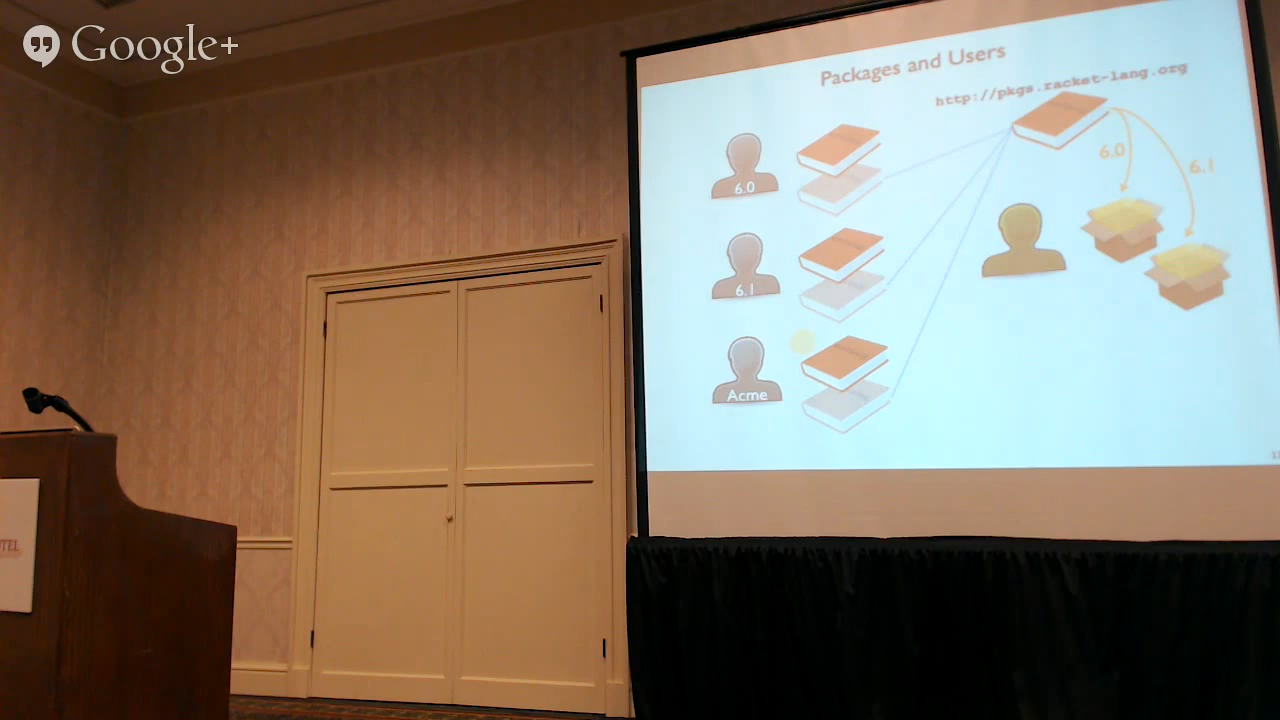 Google+
Packages and Users
http://pkgs.racket-lang.org
6.0
6.1
6.0
6.1
Acme